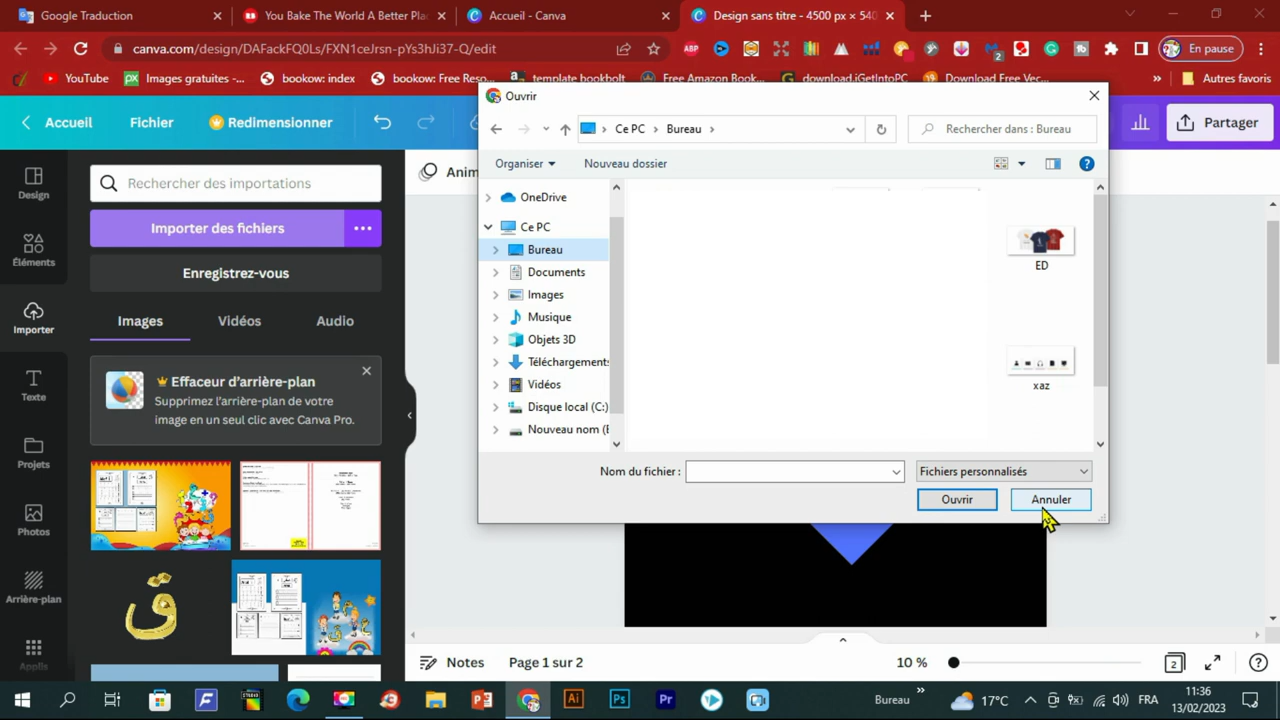 Google Traduction
You Bake The World A Better Pla
Accueil - Canva
Design sans titre - 4500 px × 540
canva.com/design/DAFackFQ0Ls/FXN1ceJrsn-pYs3hJi37-Q/edit
ABP
2
En pause
YouTube
px
Images gratuites -...
bookow: index
bookow: Free Reso...
template bookbolt
Free Amazon Book...
download.iGetIntoPC
Download Free Vec...
»
Autres favoris
Accueil
Fichier
Redimensionner
Partager
Ouvrir
Ce PC
Bureau
Rechercher dans : Bureau
Organiser
Nouveau dossier
OneDrive
Ce PC
Bureau
Documents
Images
Musique
Objets 3D
Téléchargements
Vidéos
Disque local (C:)
Nouveau nom (E
ED
xaz
Nom du fichier :
Fichiers personnalisés
Ouvrir
Annuler
Anim
Design
Éléments
Importer
Texte
Projets
Photos
Arrière-plan
Applis
Rechercher des importations
Importer des fichiers
Enregistrez-vous
Images
Vidéos
Audio
Effaceur d'arrière-plan
Supprimez l'arrière-plan de votre
image en un seul clic avec Canva Pro.
ق
Notes
Page 1 sur 2
10 %
2
Ai
Ps
Pr
Bureau
»
17°C
FRA
11:36
13/02/2023